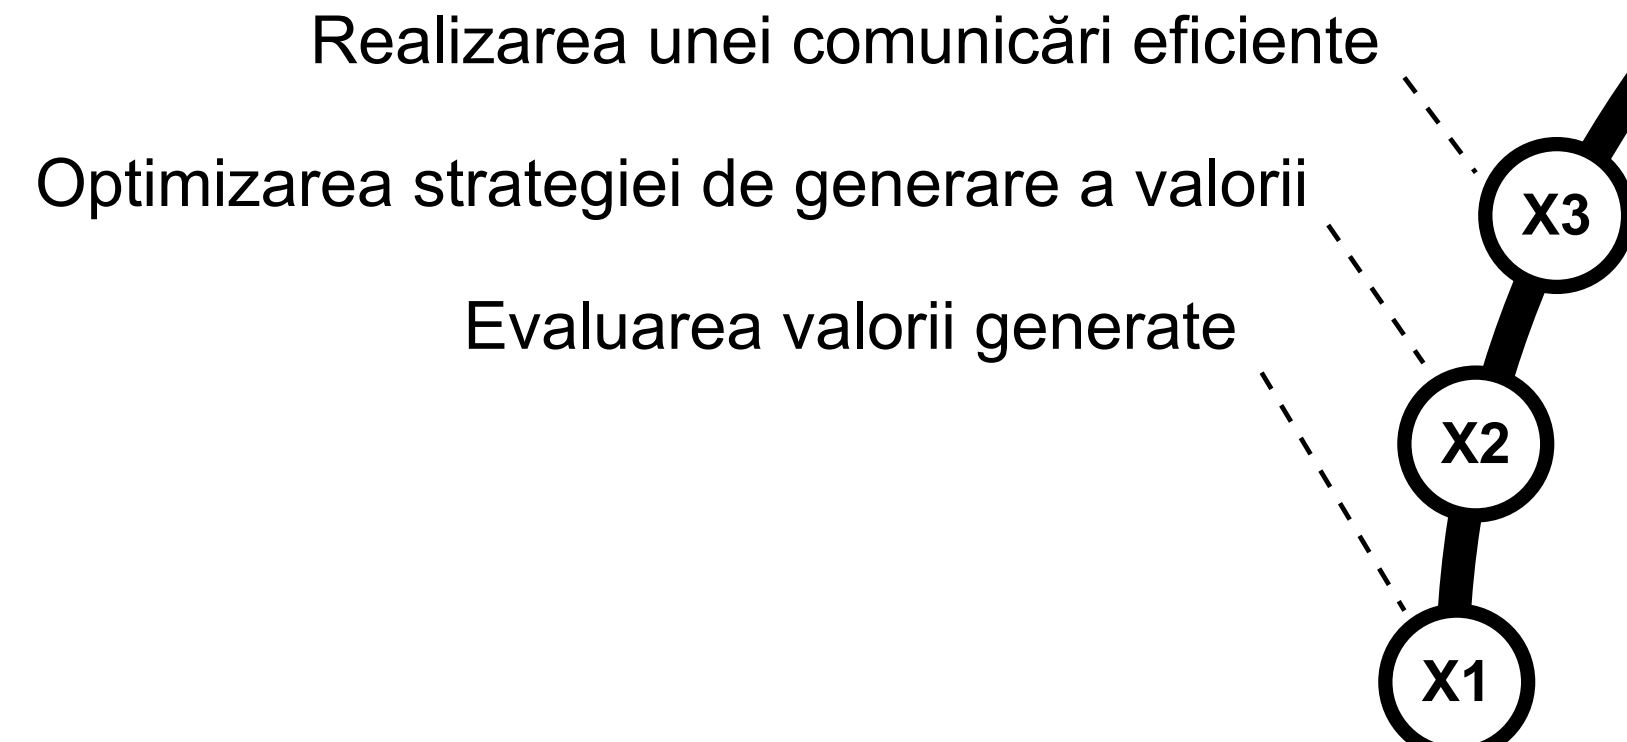 Realizarea unei comunicări eficiente
Optimizarea strategiei de generare a valorii
X3
Evaluarea valorii generate
X2
X1